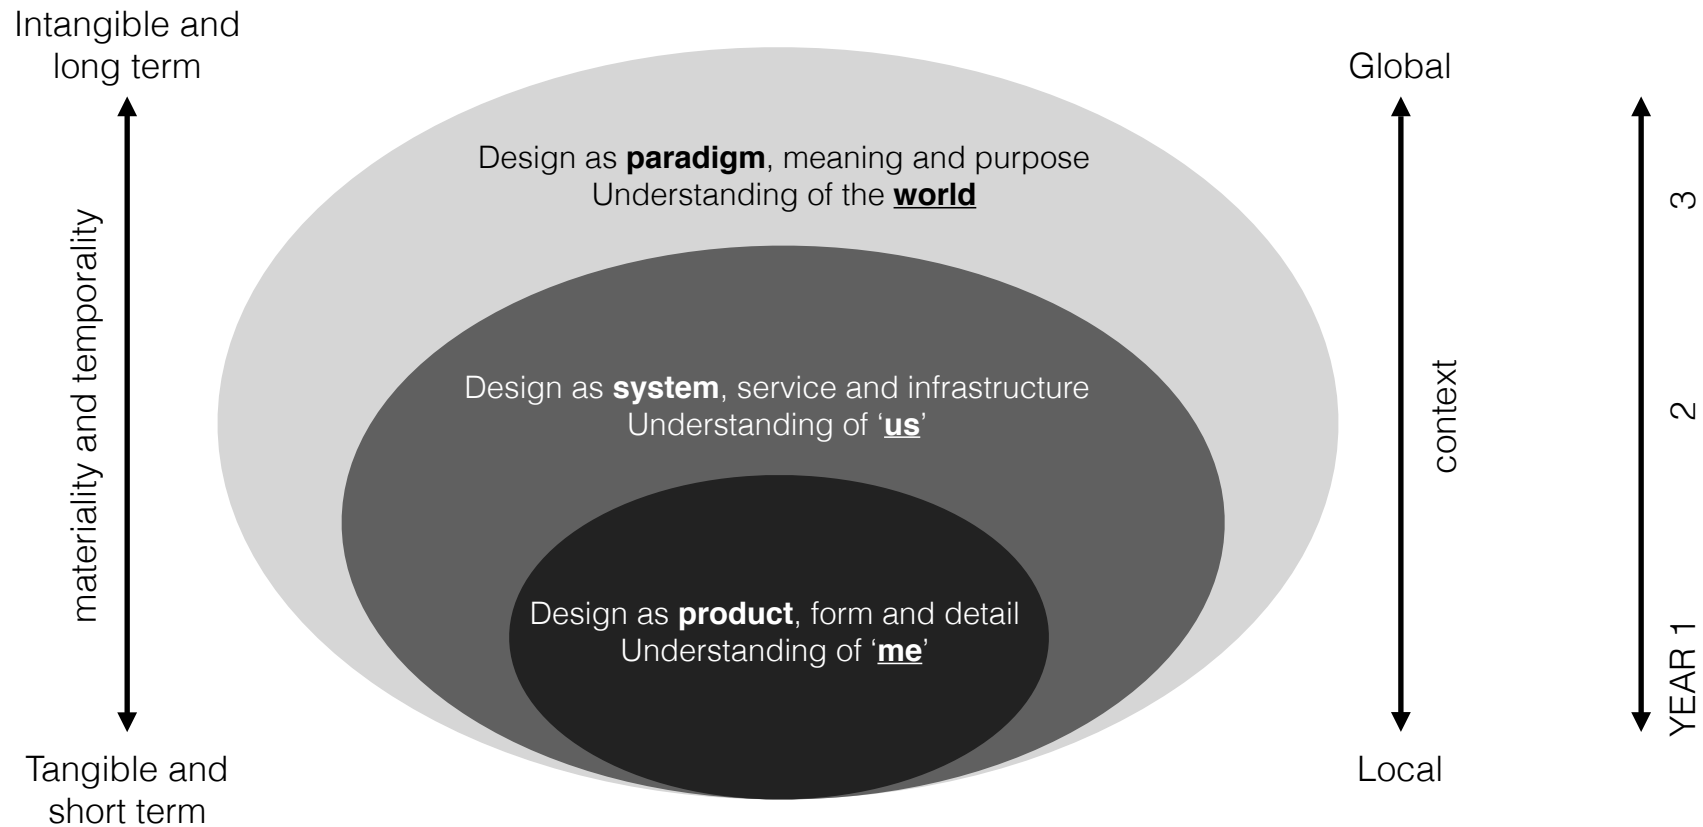 Intangible and
long term
Global
Design as paradigm, meaning and purpose
Understanding of the world
materiality and temporality
Design as system, service and infrastructure
Understanding of ‘us’
context
Design as product, form and detail
Understanding of ‘me’
Tangible and
short term
Local
YEAR 1
2
3